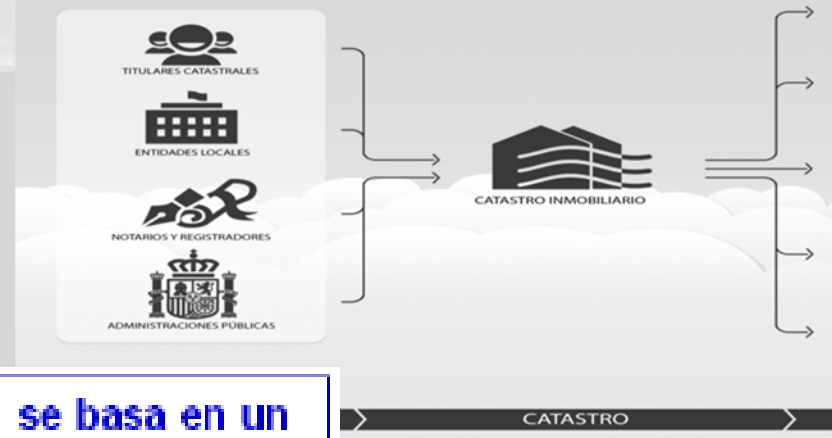 TITULARES CATASTRALES
ENTIDADES LOCALES
NOTARIOS Y REGISTRADORES
ADMINISTRACIONES PÚBLICAS
CATASTRO INMOBILIARIO
se basa en un
CATASTRO